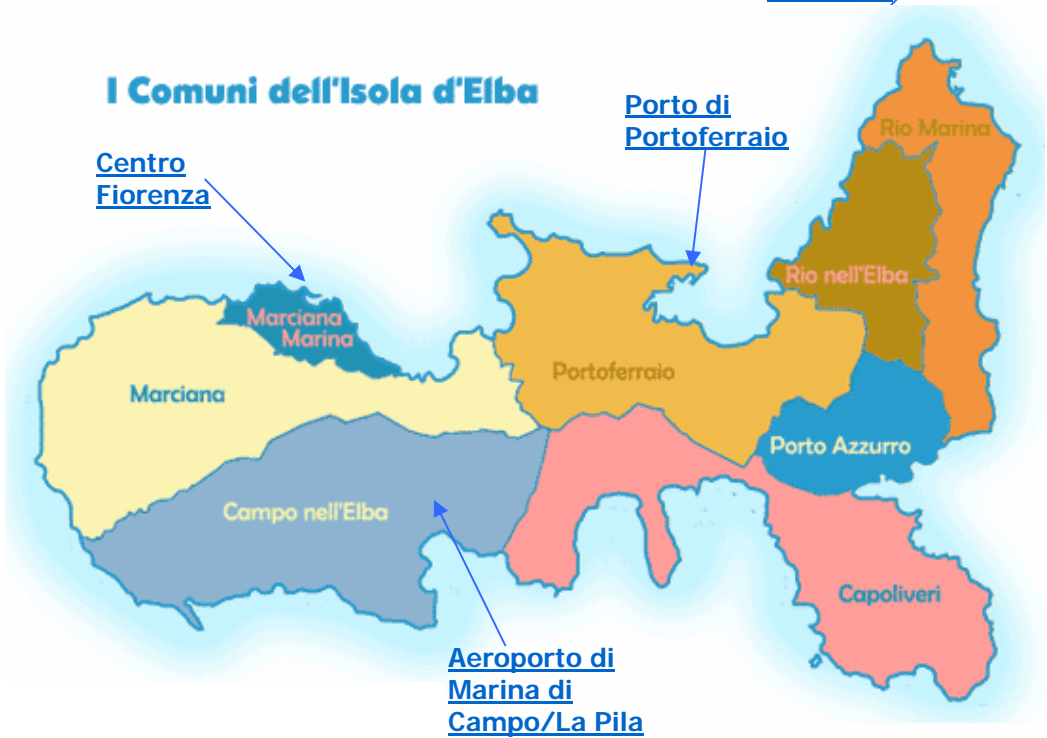 I Comuni dell'Isola d'Elba
Porto di
Portoferraio
Centro
Fiorenza
Rio Marina
Rio nell'Elba
Marciana
Marina
Portoferraio
Marciana
Porto Azzurro
Campo nell'Elba
Capoliveri
Aeroporto di
Marina di
Campo/La Pila